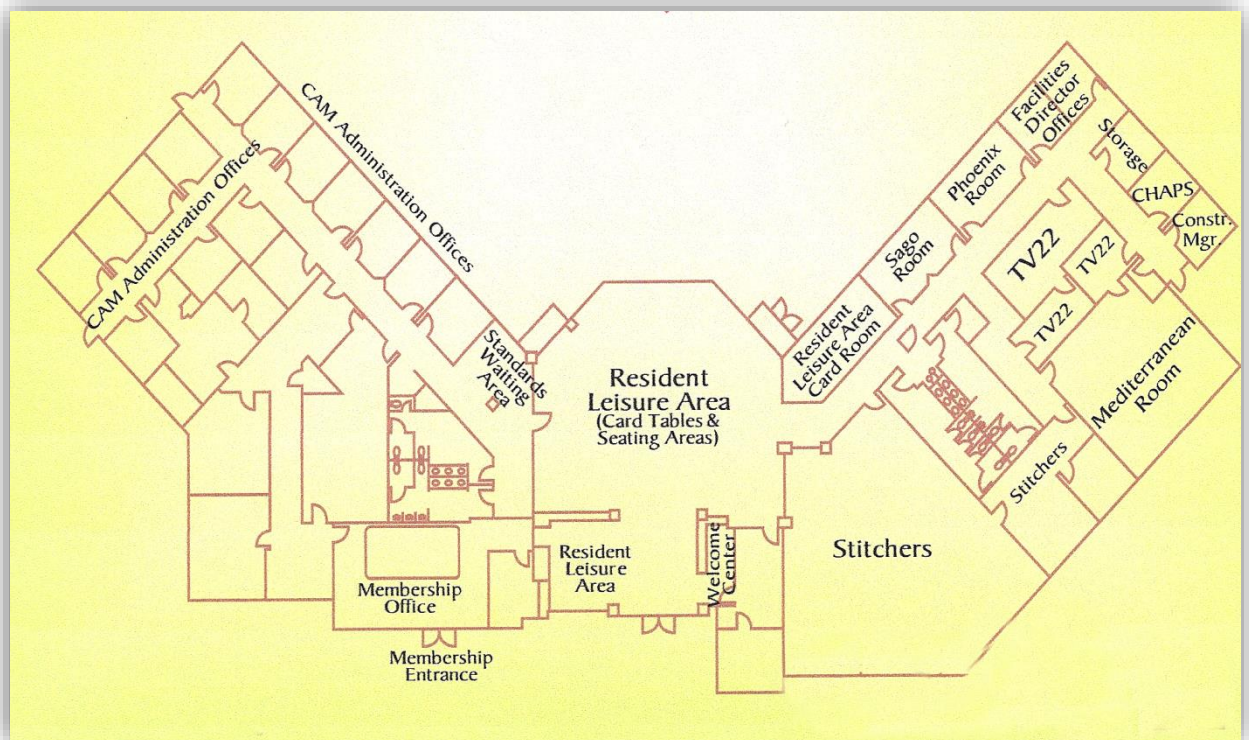 CAM Administration Offices
CAM Administration Offices
Standards
Waiting
Area
Resident
Leisure Area
(Card Tables &
Seating Areas)
Resident
Leisure Area
Card Room
Sago
Room
Phoenix
Room
Facilities
Director
Offices
Storage
CHAPS
Constr.
Mgr.
TV22
TV22
TV22
Mediterranean
Room
Stitchers
Stitchers
Welcome
Center
Resident
Leisure
Area
Membership
Office
Membership
Entrance